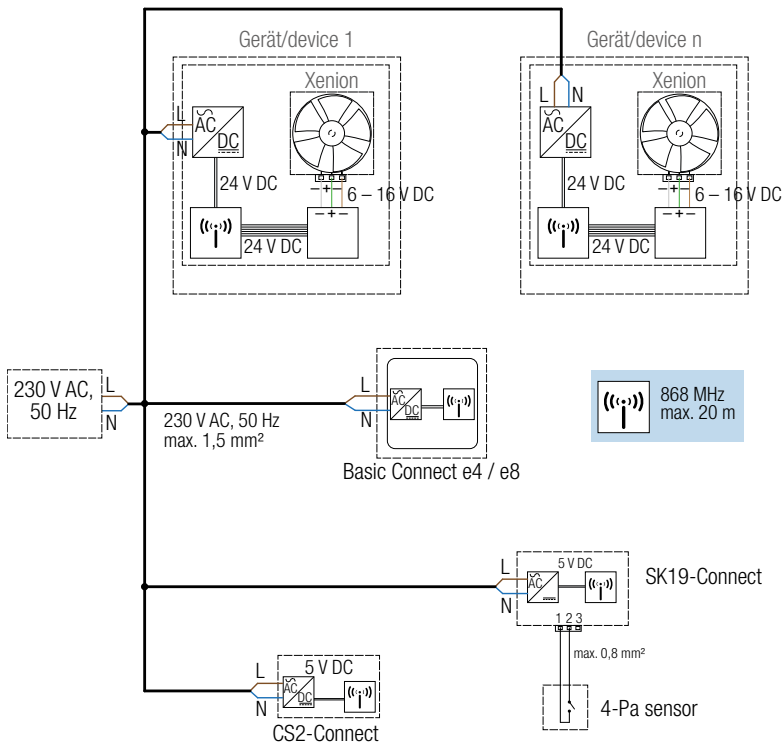 Gerät/device 1
Xenion
L
N
AC
DC
24 V DC
– + –
6 – 16 V DC
– + –
24 V DC
Gerät/device n
Xenion
L N
AC
DC
24 V DC
– + –
6 – 16 V DC
– + –
24 V DC
230 V AC,
50 Hz
L
N
230 V AC, 50 Hz
max. 1,5 mm²
L
N
AC
DC
Basic Connect e4 / e8
868 MHz
max. 20 m
L
N
5 V DC
AC
SK19-Connect
1 2 3
max. 0,8 mm²
4-Pa sensor
L
N
5 V DC
AC
DC
CS2-Connect